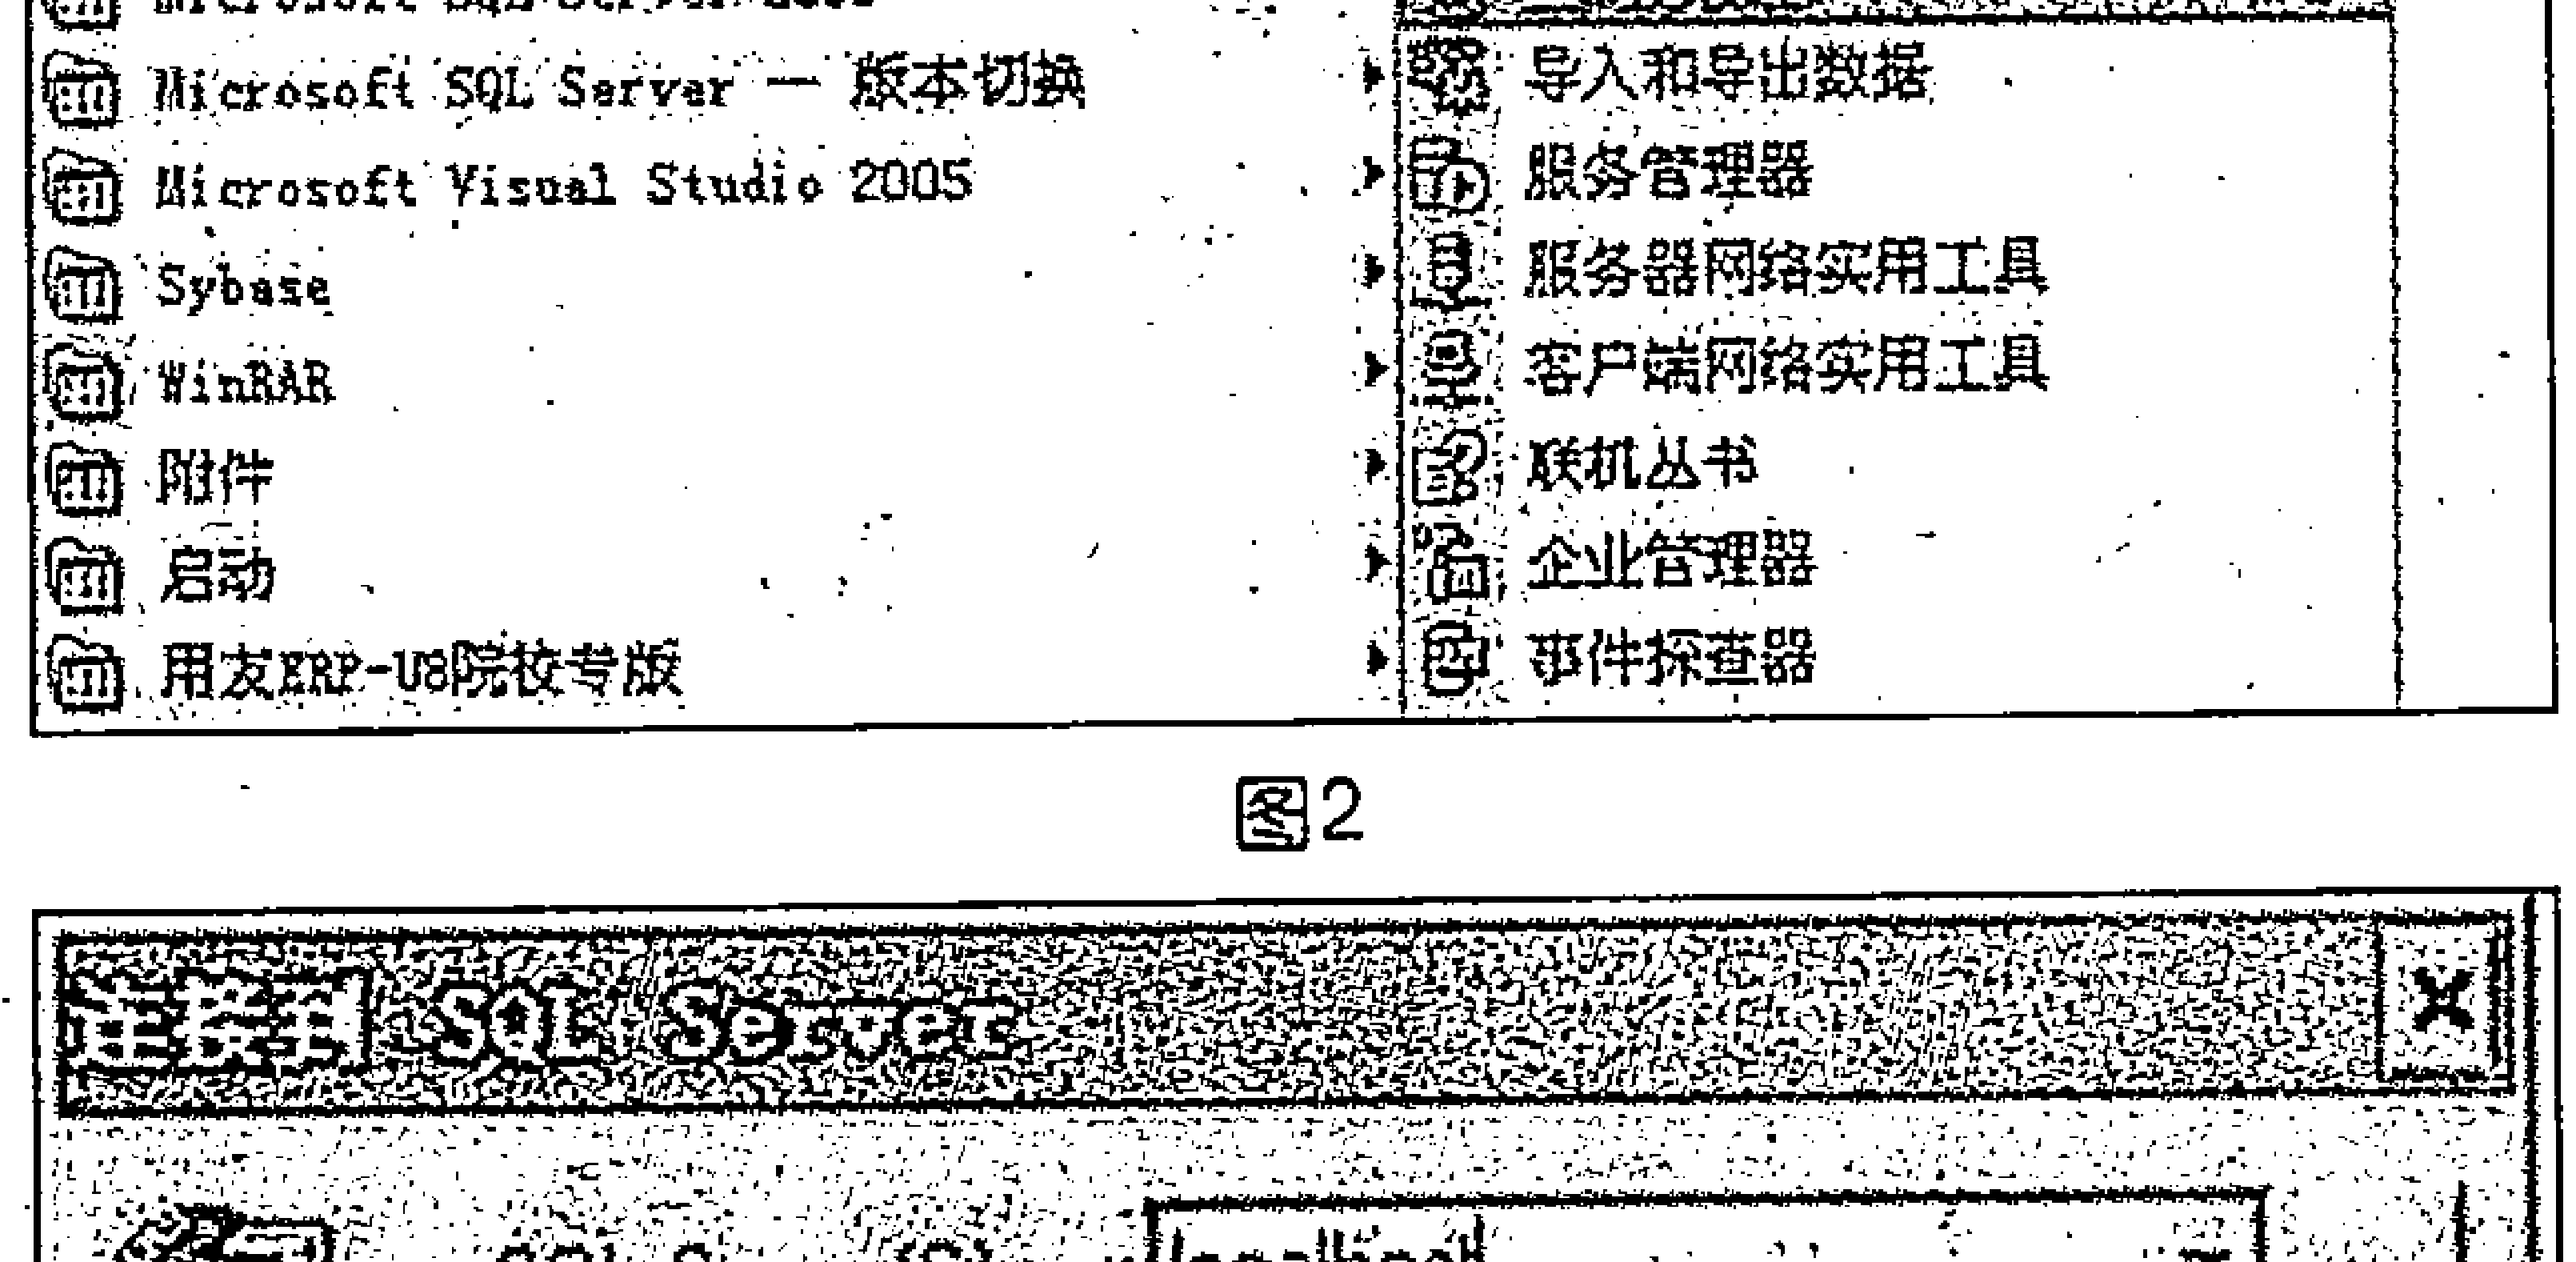 Microsoft SQL Server
Microsoft SQL Server — 版本切换
Microsoft Visual Studio 2005
Sybase
WinRAR
附件
启动
用友ERP-U8院校专版
导入和导出数据
服务管理器
服务器网络实用工具
客户端网络实用工具
联机丛书
企业管理器
事件探查器
图2
连接到 SQL Server